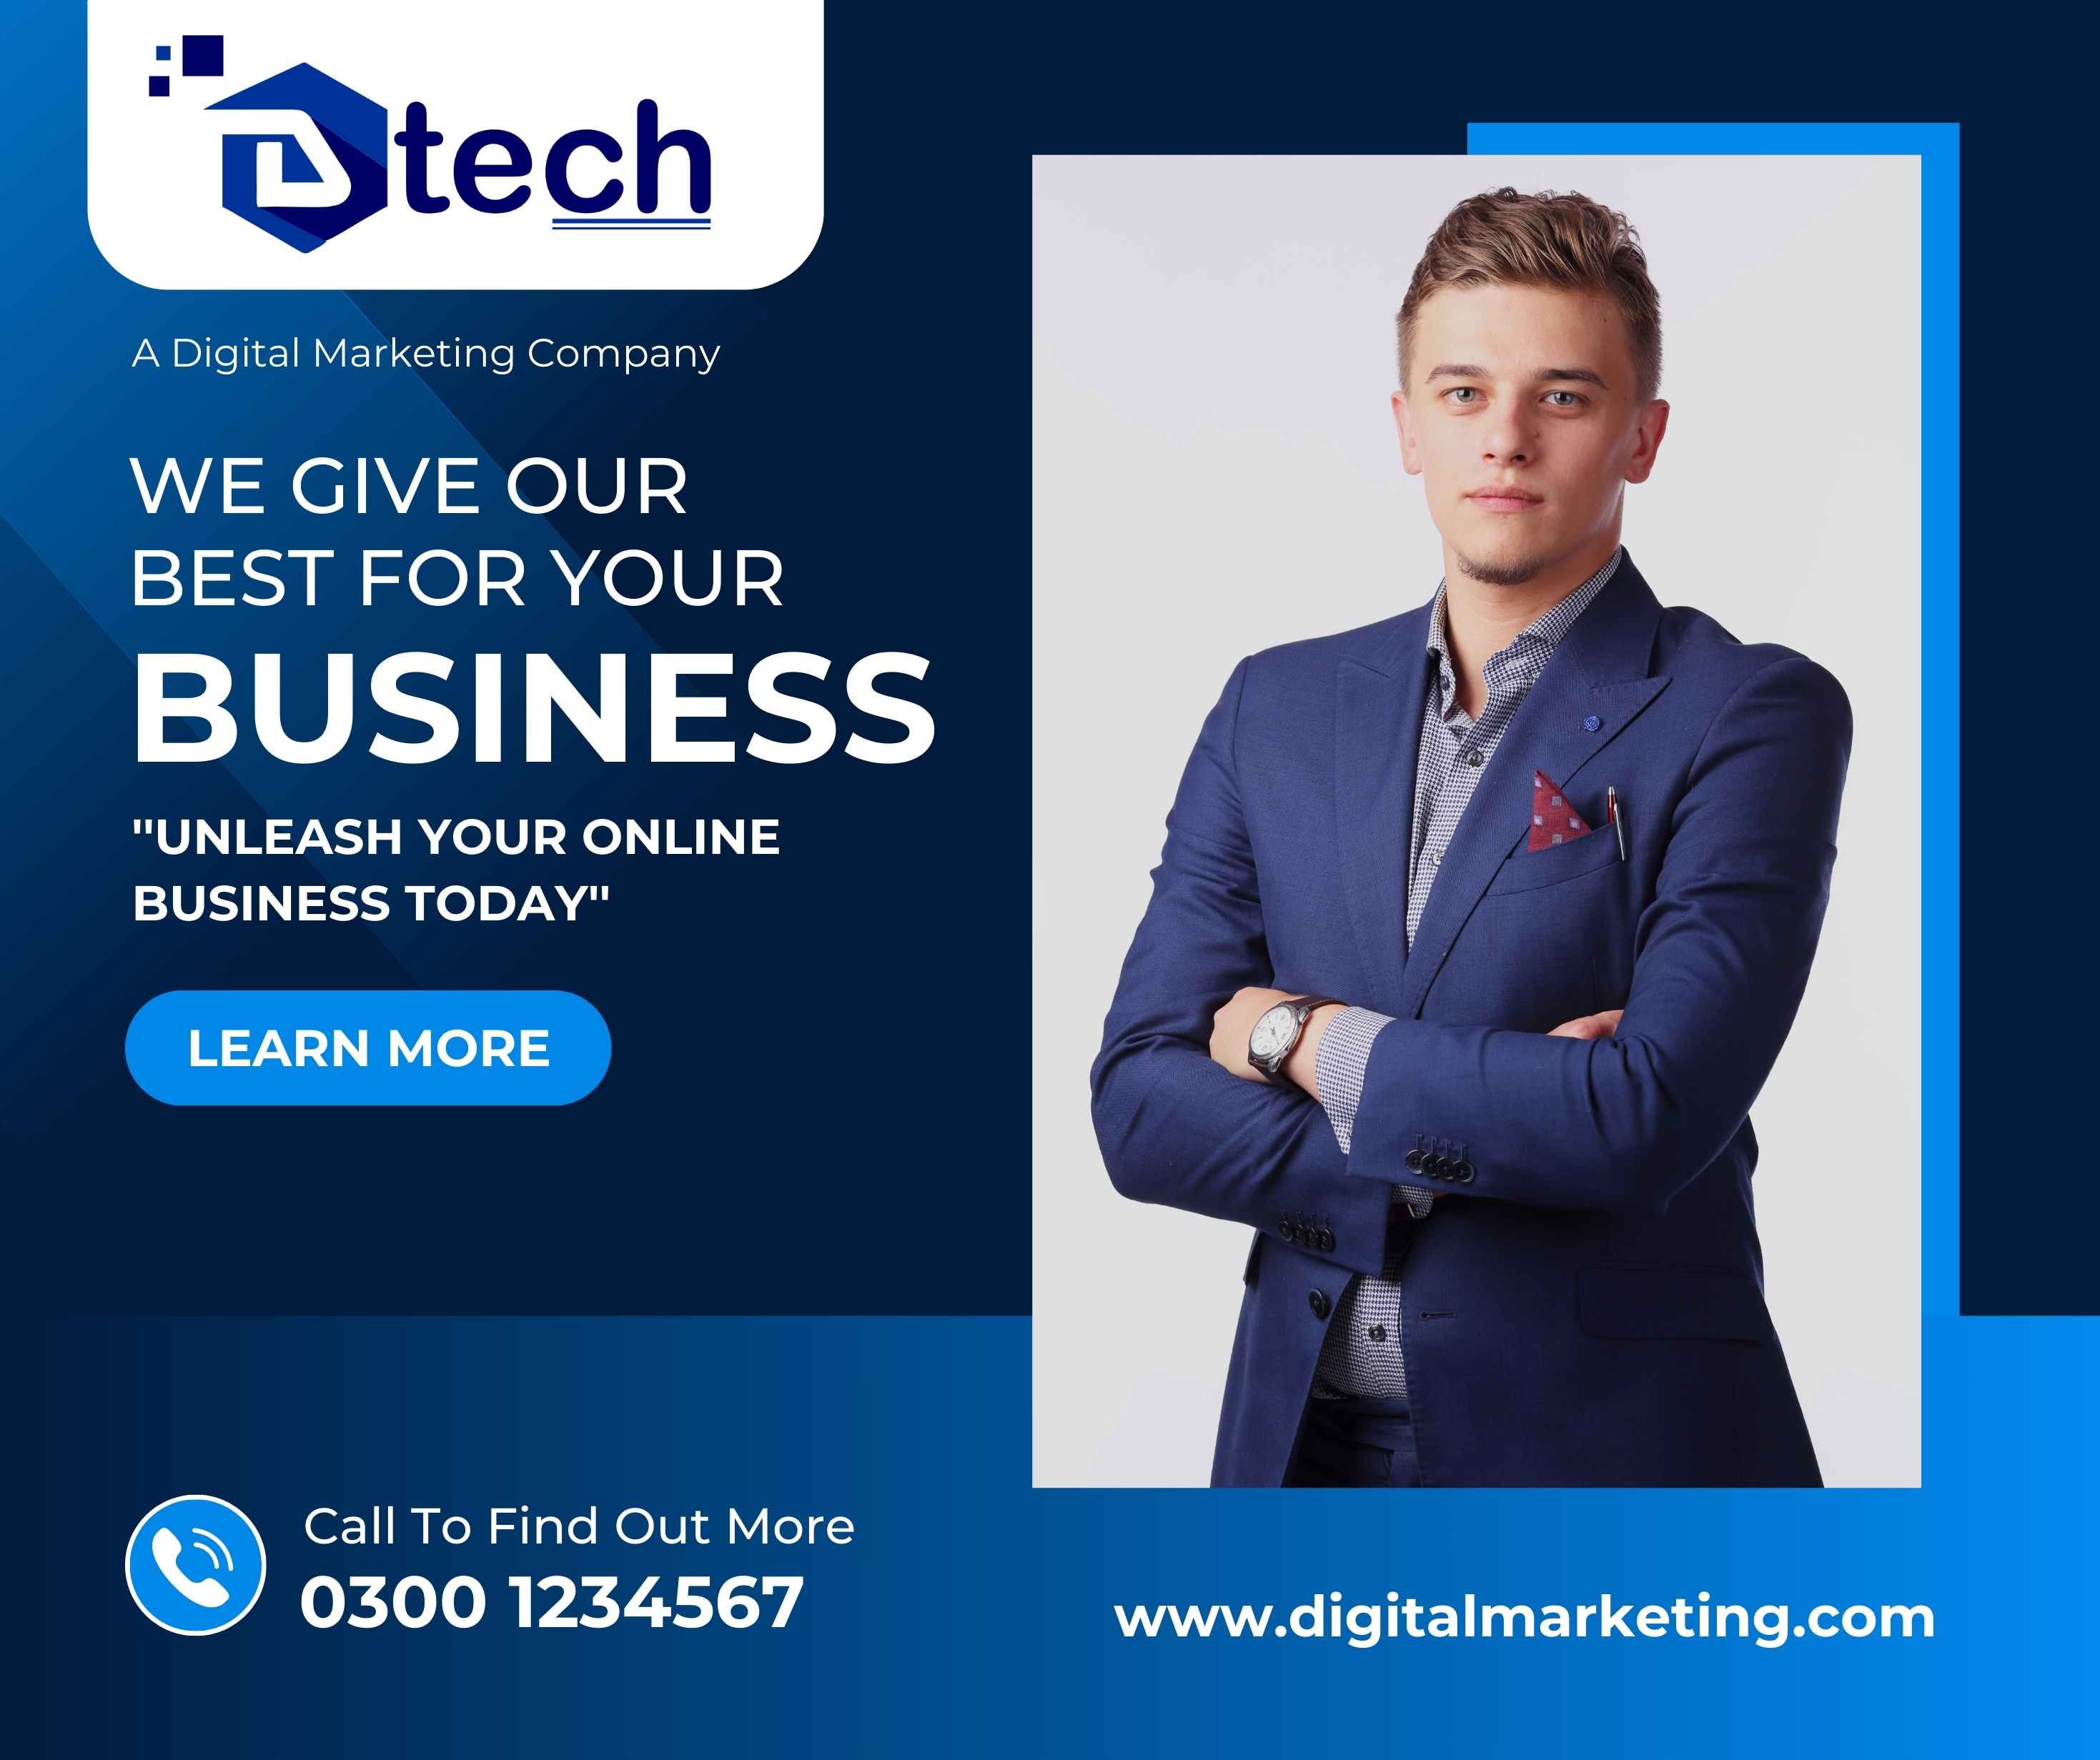 Dtech
A Digital Marketing Company
WE GIVE OUR
BEST FOR YOUR
BUSINESS
"UNLEASH YOUR ONLINE
BUSINESS TODAY"
LEARN MORE
Call To Find Out More
0300 1234567
www.digitalmarketing.com